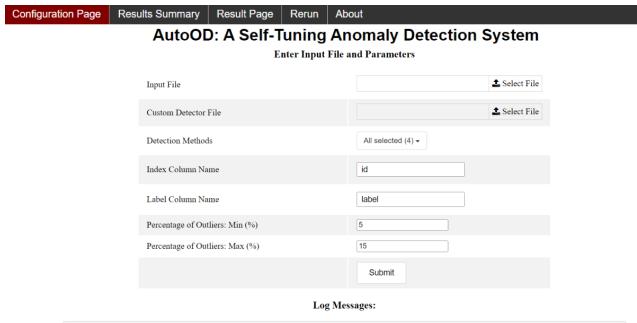 Configuration Page Results Summary Result Page Rerun About
AutoOD: A Self-Tuning Anomaly Detection System
Enter Input File and Parameters
Input File Select File
Custom Detector File Select File
Detection Methods All selected (4)
Index Column Name id
Label Column Name label
Percentage of Outliers: Min (%) 5
Percentage of Outliers: Max (%) 15
Submit
Log Messages: